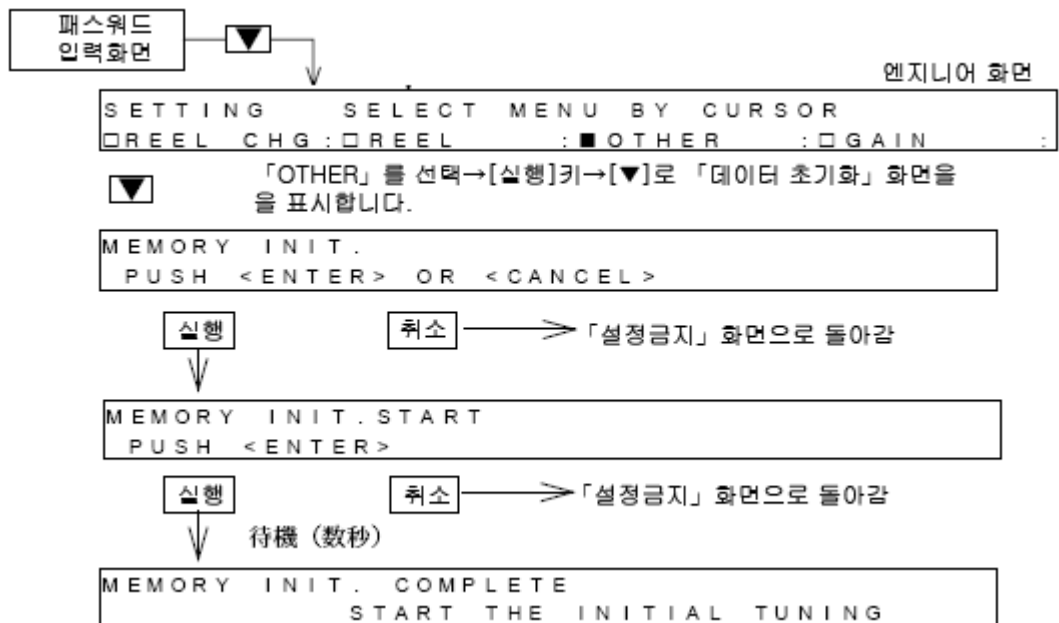 패스워드
입력화면
▼
엔지니어 화면
SETTING SELECT MENU BY CURSOR
□REEL CHG:□REEL :■OTHER :□GAIN :
▼
「OTHER」를 선택→[실행]키→[▼]로 「데이터 초기화」화면을
을 표시합니다.
MEMORY INIT.
PUSH <ENTER> OR <CANCEL>
실행 취소 「설정금지」화면으로 돌아감
MEMORY INIT.START
PUSH <ENTER>
실행 취소 「설정금지」화면으로 돌아감
待機（数秒）
MEMORY INIT. COMPLETE
START THE INITIAL TUNING